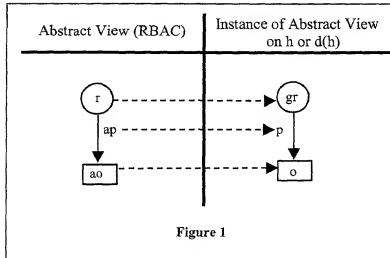 Abstract View (RBAC)
Instance of Abstract View
on h or d(h)
r
gr
ap
p
ao
o
Figure 1